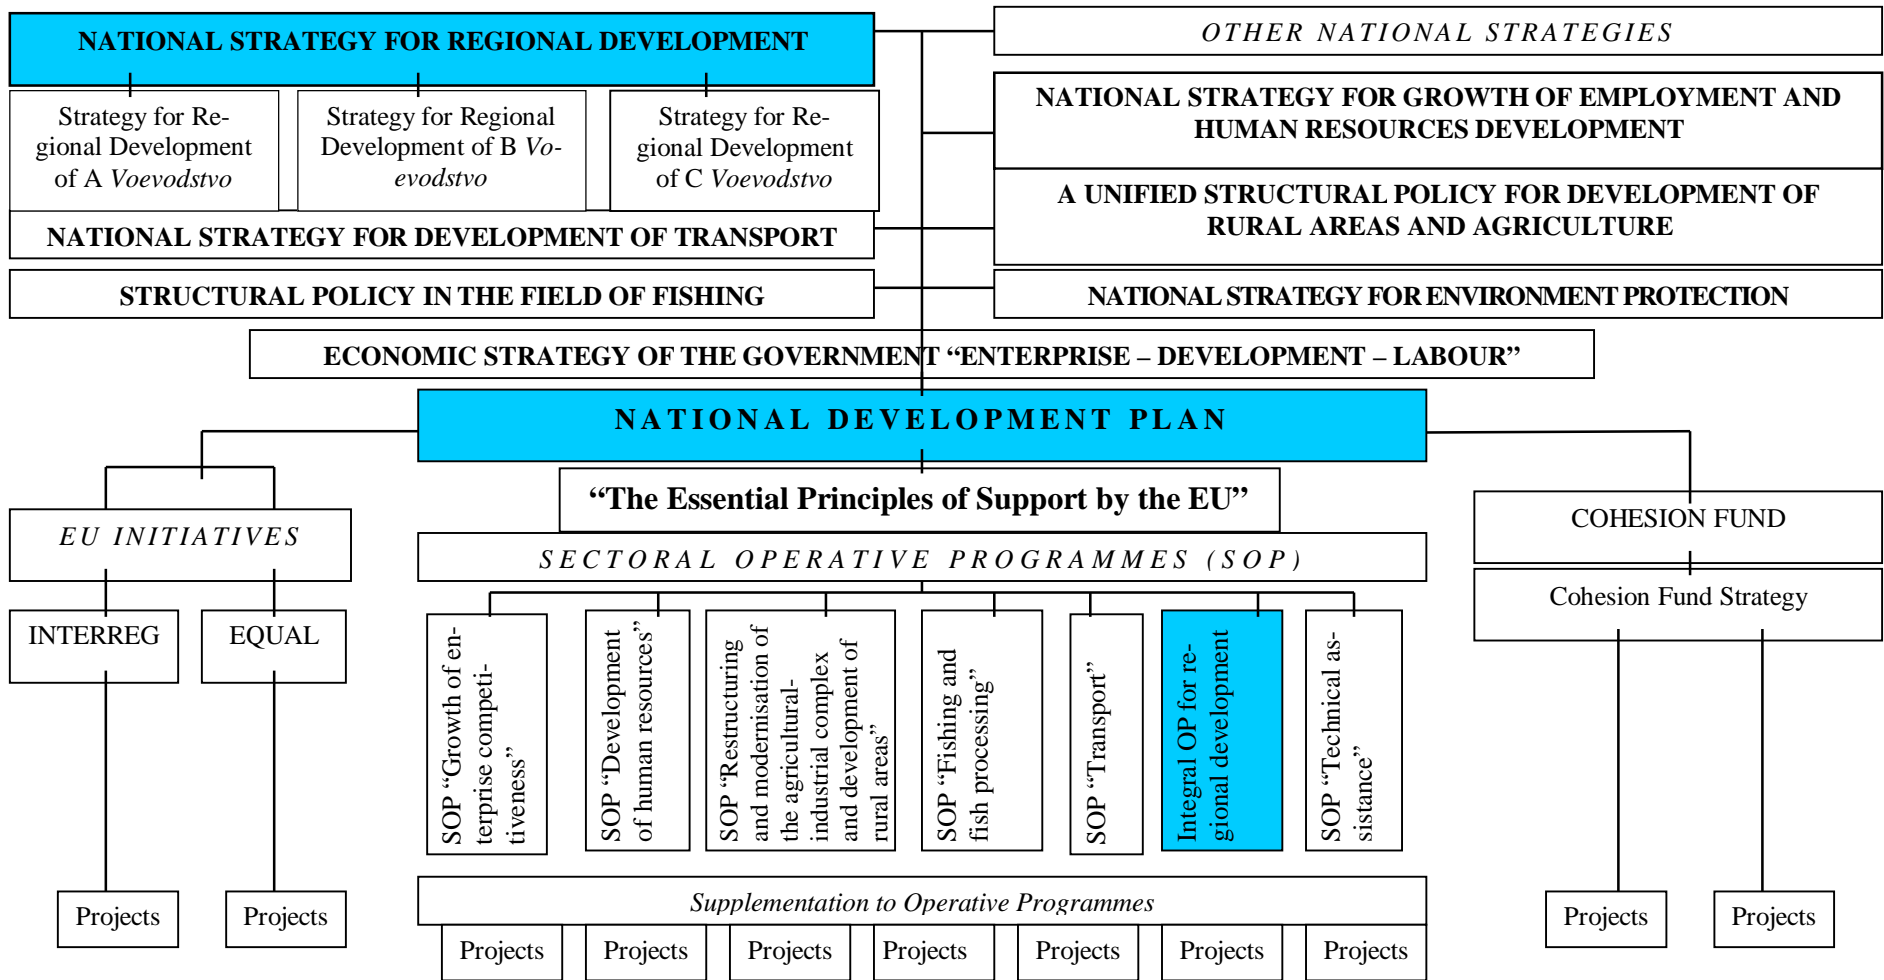 NATIONAL STRATEGY FOR REGIONAL DEVELOPMENT
OTHER NATIONAL STRATEGIES
Strategy for Re-
gional Development
of A Voevodstvo
Strategy for Regional
Development of B Vo-
evodstvo
Strategy for Re-
gional Development
of C Voevodstvo
NATIONAL STRATEGY FOR GROWTH OF EMPLOYMENT AND
HUMAN RESOURCES DEVELOPMENT
A UNIFIED STRUCTURAL POLICY FOR DEVELOPMENT OF
RURAL AREAS AND AGRICULTURE
NATIONAL STRATEGY FOR DEVELOPMENT OF TRANSPORT
STRUCTURAL POLICY IN THE FIELD OF FISHING
NATIONAL STRATEGY FOR ENVIRONMENT PROTECTION
ECONOMIC STRATEGY OF THE GOVERNMENT “ENTERPRISE – DEVELOPMENT – LABOUR”
NATIONAL DEVELOPMENT PLAN
“The Essential Principles of Support by the EU”
EU INITIATIVES
SECTORAL OPERATIVE PROGRAMMES (SOP)
COHESION FUND
Cohesion Fund Strategy
INTERREG
EQUAL
SOP “Growth of en-
terprise competi-
tiveness”
SOP “Development
of human resources”
SOP “Restructuring
and modernisation of
the agricultural-
industrial complex
and development of
rural areas”
SOP “Fishing and
fish processing”
SOP “Transport”
Integral OP for re-
gional development
SOP “Technical as-
sistance”
Projects
Projects
Supplementation to Operative Programmes
Projects
Projects
Projects
Projects
Projects
Projects
Projects
Projects
Projects